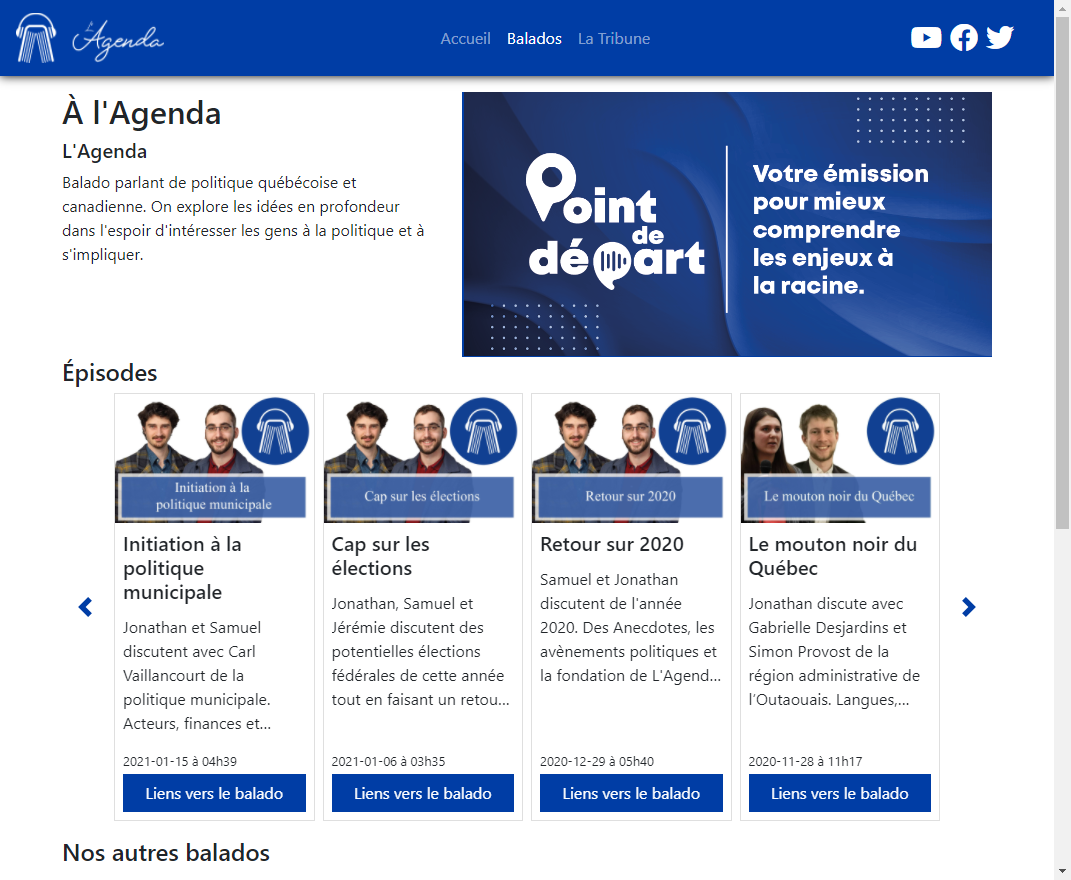 L'Agenda
Accueil
Balados
La Tribune
À l'Agenda
L'Agenda
Balado parlant de politique québécoise et
canadienne. On explore les idées en profondeur
dans l'espoir d'intéresser les gens à la politique et à
s'impliquer.
Point
de
départ
Votre émission
pour mieux
comprendre
les enjeux à
la racine.
Épisodes
Initiation à la
politique municipale
Initiation à la
politique
municipale
Jonathan et Samuel
discutent avec Carl
Vaillancourt de la
politique municipale.
Acteurs, finances et...
2021-01-15 à 04h39
Liens vers le balado
Cap sur les élections
Cap sur les
élections
Jonathan, Samuel et
Jérémie discutent des
potentielles élections
fédérales de cette année
tout en faisant un retou...
2021-01-06 à 03h35
Liens vers le balado
Retour sur 2020
Retour sur 2020
Samuel et Jonathan
discutent de l'année
2020. Des Anecdotes, les
avènements politiques et
la fondation de L'Agend...
2020-12-29 à 05h40
Liens vers le balado
Le mouton noir du Québec
Le mouton noir du
Québec
Jonathan discute avec
Gabrielle Desjardins et
Simon Provost de la
région administrative de
l’Outaouais. Langues,...
2020-11-28 à 11h17
Liens vers le balado
Nos autres balados